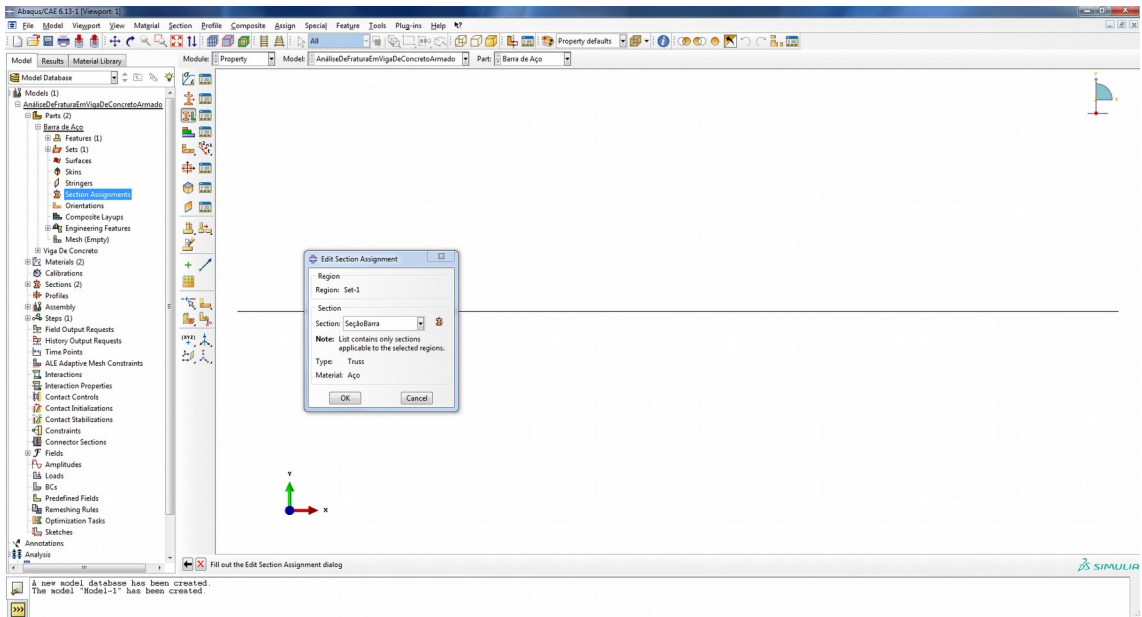 Abaqus/CAE 6.13-1 [Viewport: 1]
File Model Viewport View Material Section Profile Composite Assign Special Feature Tools Plug-ins Help
All
Property defaults
Model Results Material Library
Module: Property Model: AnáliseDeFraturaEmVigaDeConcretoArmado Part: Barra de Aço
Model Database
Models (1)
AnáliseDeFraturaEmVigaDeConcretoArmado
Parts (2)
Barra de Aço
Features (1)
Sets (1)
Surfaces
Skins
Stringers
Section Assignments
Orientations
Composite Layups
Engineering Features
Mesh (Empty)
Viga De Concreto
Materials (2)
Calibrations
Sections (2)
Profiles
Assembly
Steps (1)
Field Output Requests
History Output Requests
Time Points
ALE Adaptive Mesh Constraints
Interactions
Interaction Properties
Contact Controls
Contact Initializations
Contact Stabilizations
Constraints
Connector Sections
Fields
Amplitudes
Loads
BCs
Predefined Fields
Remeshing Rules
Optimization Tasks
Sketches
Annotations
Analysis
Edit Section Assignment
Region
Region: Set-1
Section
Section: SeçãoBarra
Note: List contains only sections
applicable to the selected regions.
Type: Truss
Material: Aço
OK Cancel
Y
X
Y
X
Fill out the Edit Section Assignment dialog
SIMULIA
A new model database has been created.
The model "Model-1" has been created.
>>>